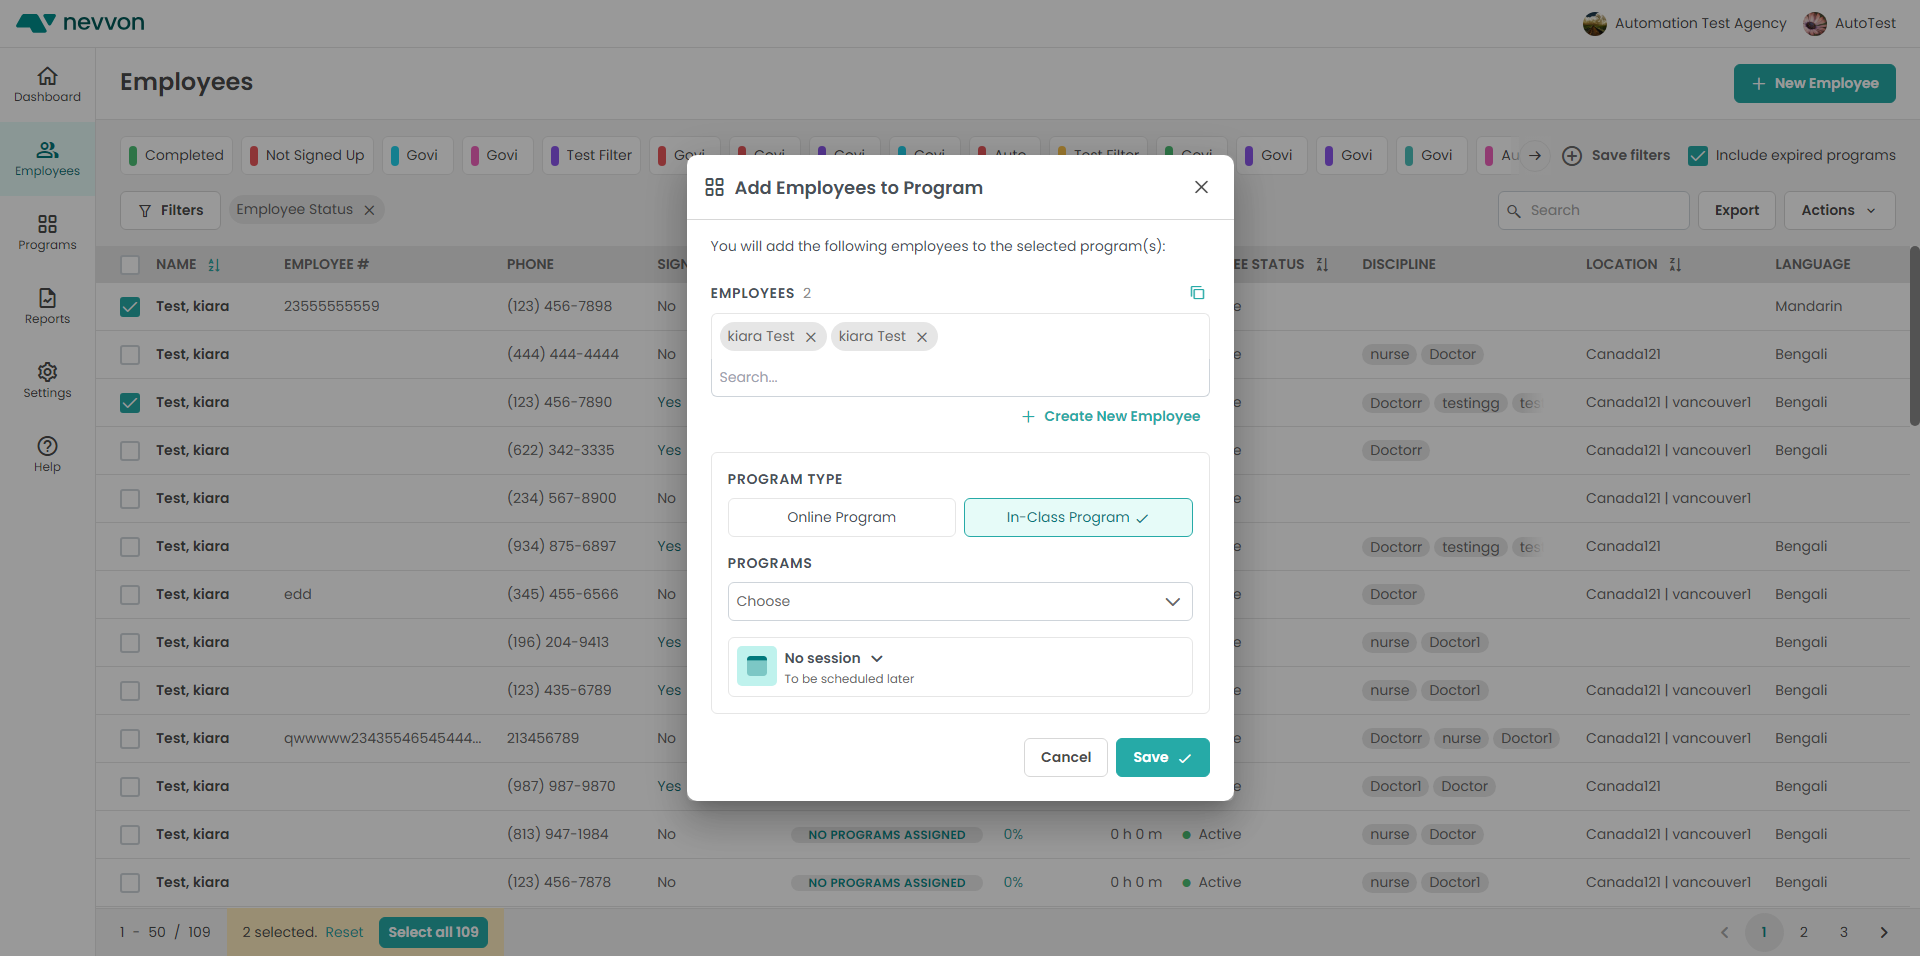 nevvon
Automation Test Agency
AutoTest
Dashboard
Employees
Programs
Reports
Settings
Help
Employees
New Employee
Completed
Not Signed Up
Govi
Govi
Test Filter
Govi
Govi
Govi
Govi
Auto
Test Filter
Govi
Govi
Govi
Govi
Au
Save filters
Include expired programs
Filters
Employee Status
Search
Export
Actions
NAME EMPLOYEE # PHONE SIGN EE STATUS DISCIPLINE LOCATION LANGUAGE
Test, kiara 23555555559 (123) 456-7898 No e Mandarin
Test, kiara (444) 444-4444 No e nurse Doctor Canada121 Bengali
Test, kiara (123) 456-7890 Yes e Doctorr testingg tes Canada121 | vancouver1 Bengali
Test, kiara (622) 342-3335 Yes e Doctorr Canada121 | vancouver1 Bengali
Test, kiara (234) 567-8900 No e Canada121 | vancouver1
Test, kiara (934) 875-6897 Yes e Doctorr testingg tes Canada121 Bengali
Test, kiara edd (345) 455-6566 No e Doctor Canada121 | vancouver1 Bengali
Test, kiara (196) 204-9413 Yes e nurse Doctor1 Bengali
Test, kiara (123) 435-6789 Yes e nurse Doctor1 Canada121 | vancouver1 Bengali
Test, kiara qwwwww23435546545444... 213456789 No e Doctorr nurse Doctor1 Canada121 | vancouver1 Bengali
Test, kiara (987) 987-9870 Yes e Doctor1 Doctor Canada121 Bengali
Test, kiara (813) 947-1984 No NO PROGRAMS ASSIGNED 0% 0 h 0 m Active nurse Doctor Canada121 | vancouver1 Bengali
Test, kiara (123) 456-7878 No NO PROGRAMS ASSIGNED 0% 0 h 0 m Active nurse Doctor1 Canada121 | vancouver1 Bengali
1 - 50 / 109
2 selected. Reset
Select all 109
1 2 3
Add Employees to Program
You will add the following employees to the selected program(s):
EMPLOYEES 2
kiara Test
kiara Test
Search...
Create New Employee
PROGRAM TYPE
Online Program
In-Class Program
PROGRAMS
Choose
No session
To be scheduled later
Cancel
Save